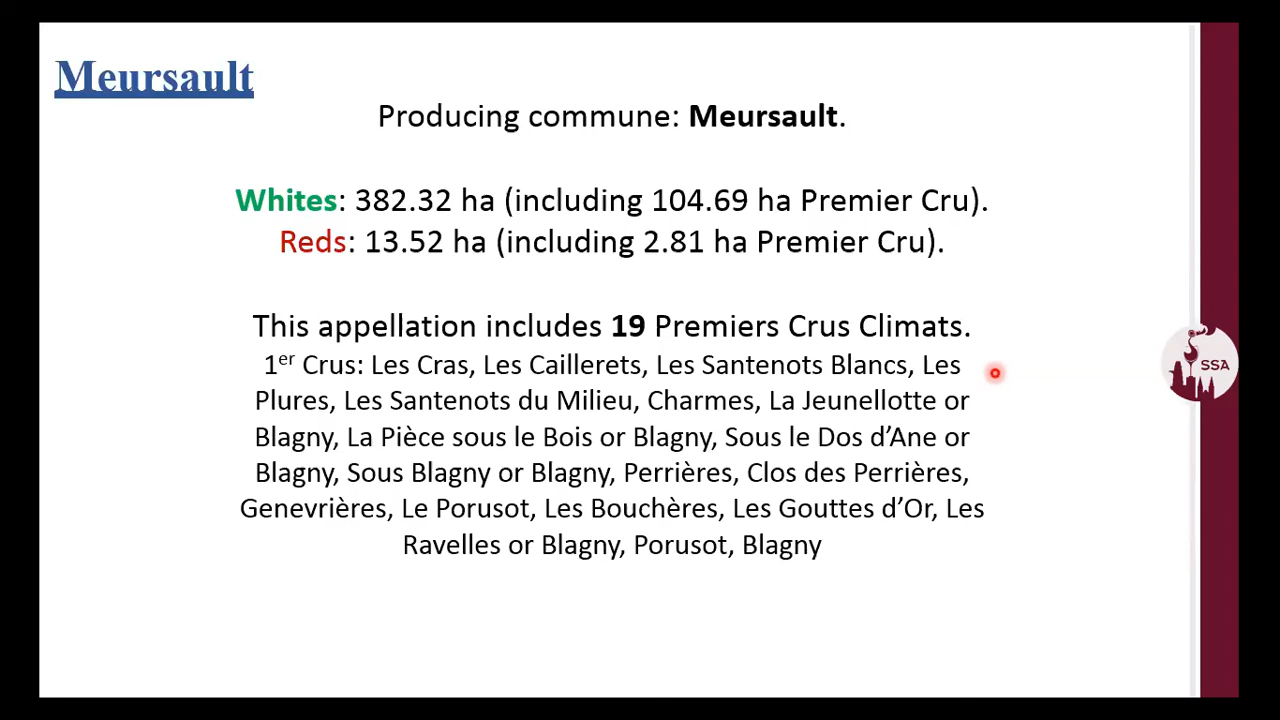 Meursault
Producing commune: Meursault.
Whites: 382.32 ha (including 104.69 ha Premier Cru).
Reds: 13.52 ha (including 2.81 ha Premier Cru).
This appellation includes 19 Premiers Crus Climats.
1er Crus: Les Cras, Les Caillerets, Les Santenots Blancs, Les
Plures, Les Santenots du Milieu, Charmes, La Jeunellotte or
Blagny, La Pièce sous le Bois or Blagny, Sous le Dos d’Ane or
Blagny, Sous Blagny or Blagny, Perrières, Clos des Perrières,
Genevrières, Le Porusot, Les Bouchères, Les Gouttes d’Or, Les
Ravelles or Blagny, Porusot, Blagny
SSA